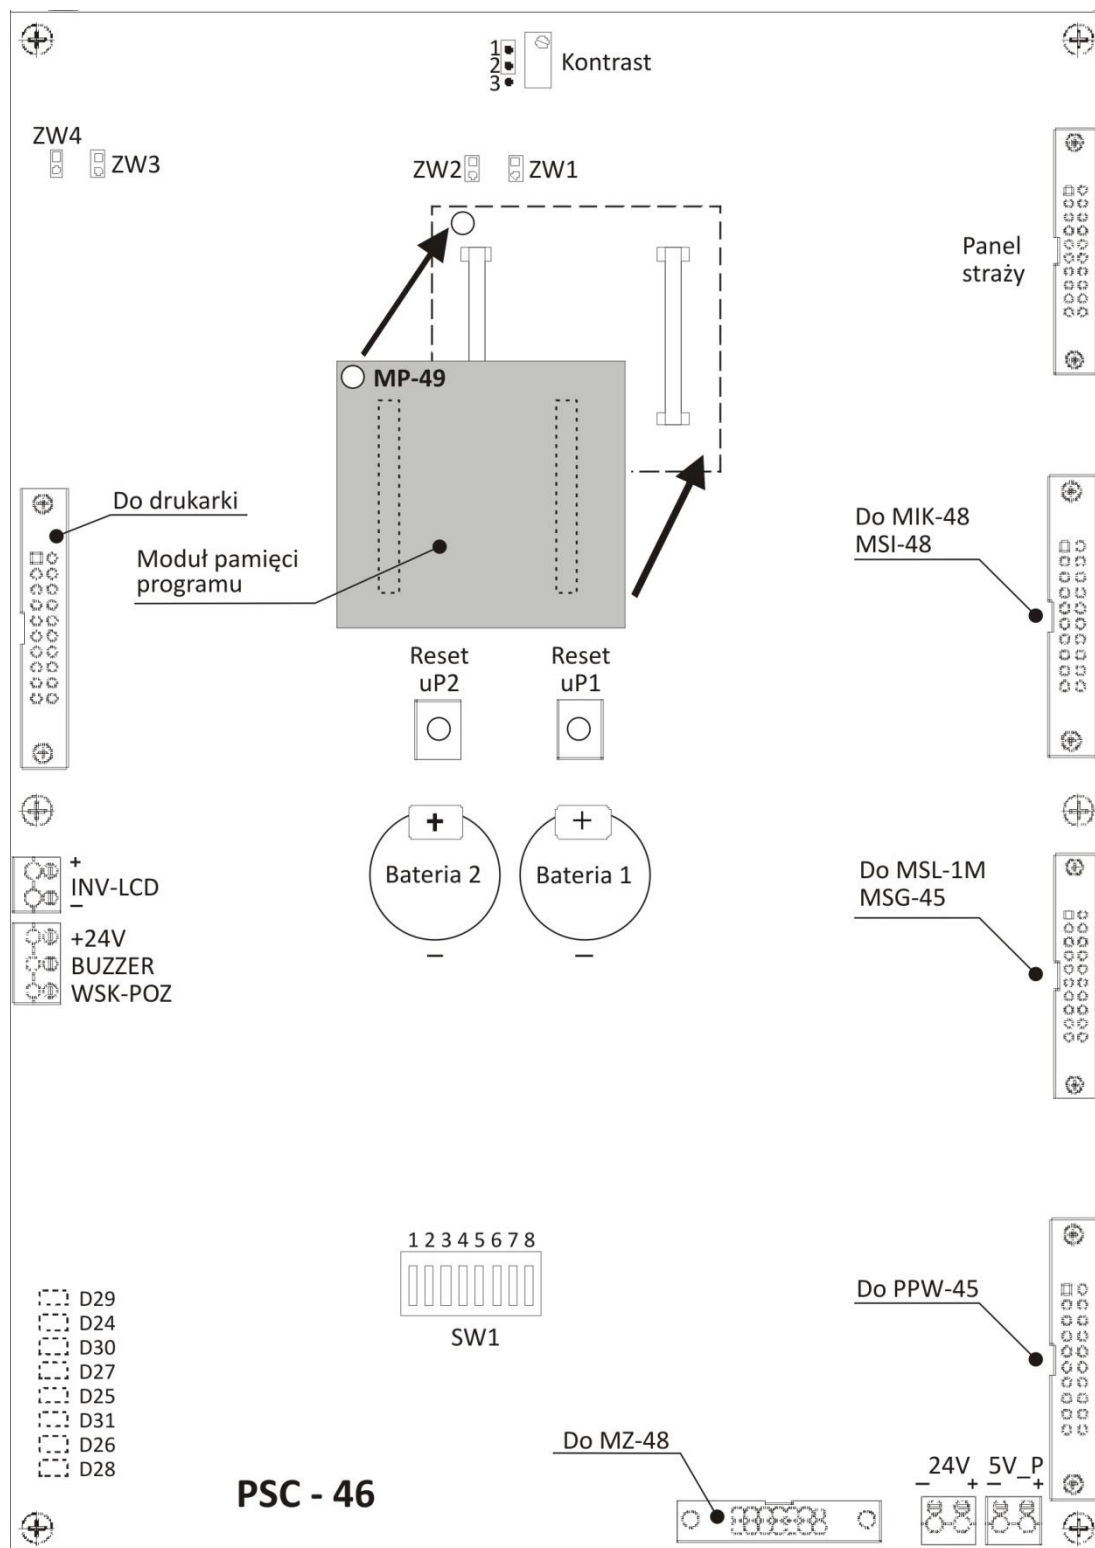 1
2
3
Kontrast
ZW4
ZW3
ZW2
ZW1
Panel
straży
MP-49
Do drukarki
Moduł pamięci
programu
Do MIK-48
MSI-48
Reset
uP2
Reset
uP1
+
+
Bateria 2
Bateria 1
−
−
+
INV-LCD
−
+24V
BUZZER
WSK-POZ
Do MSL-1M
MSG-45
1 2 3 4 5 6 7 8
SW1
Do PPW-45
D29
D24
D30
D27
D25
D31
D26
D28
PSC - 46
Do MZ-48
24V
− +
5V_P
− +